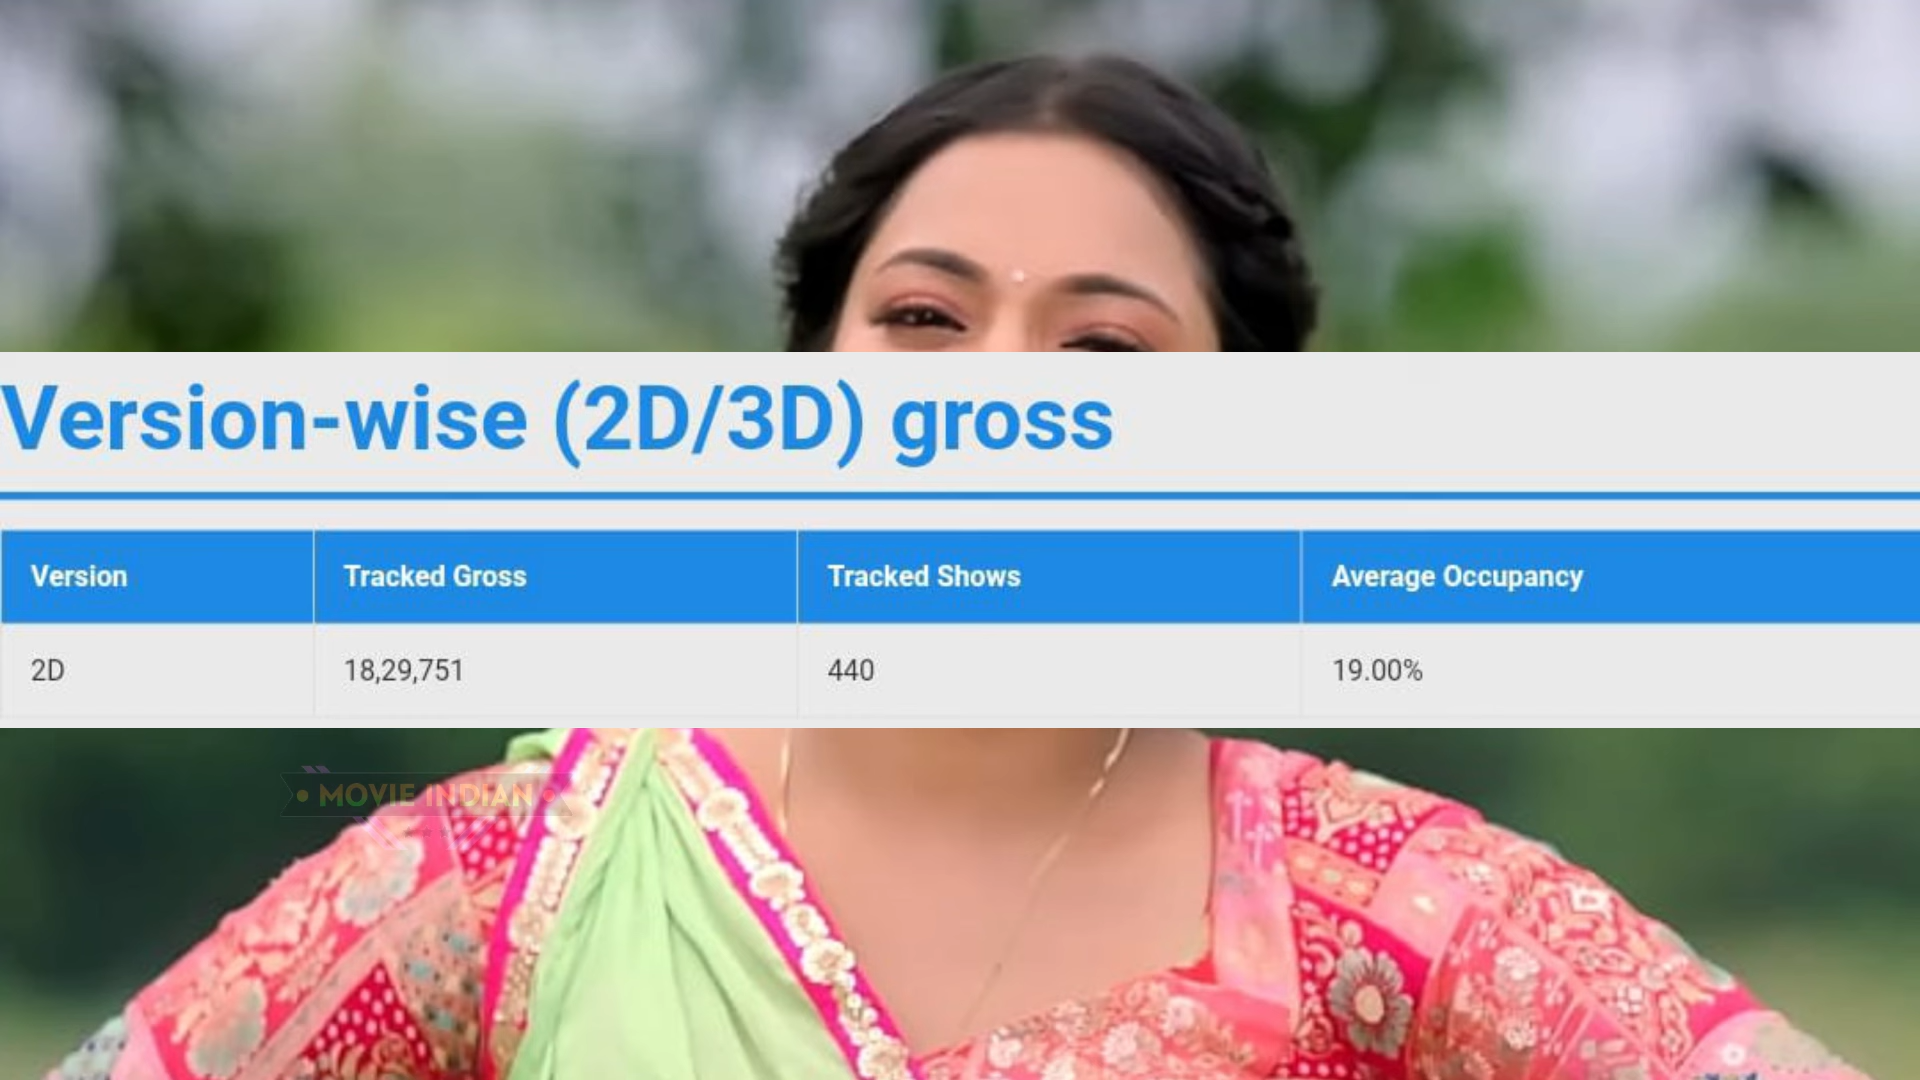 Version-wise (2D/3D) gross
Version Tracked Gross Tracked Shows Average Occupancy
2D 18,29,751 440 19.00%
MOVIE INDIAN